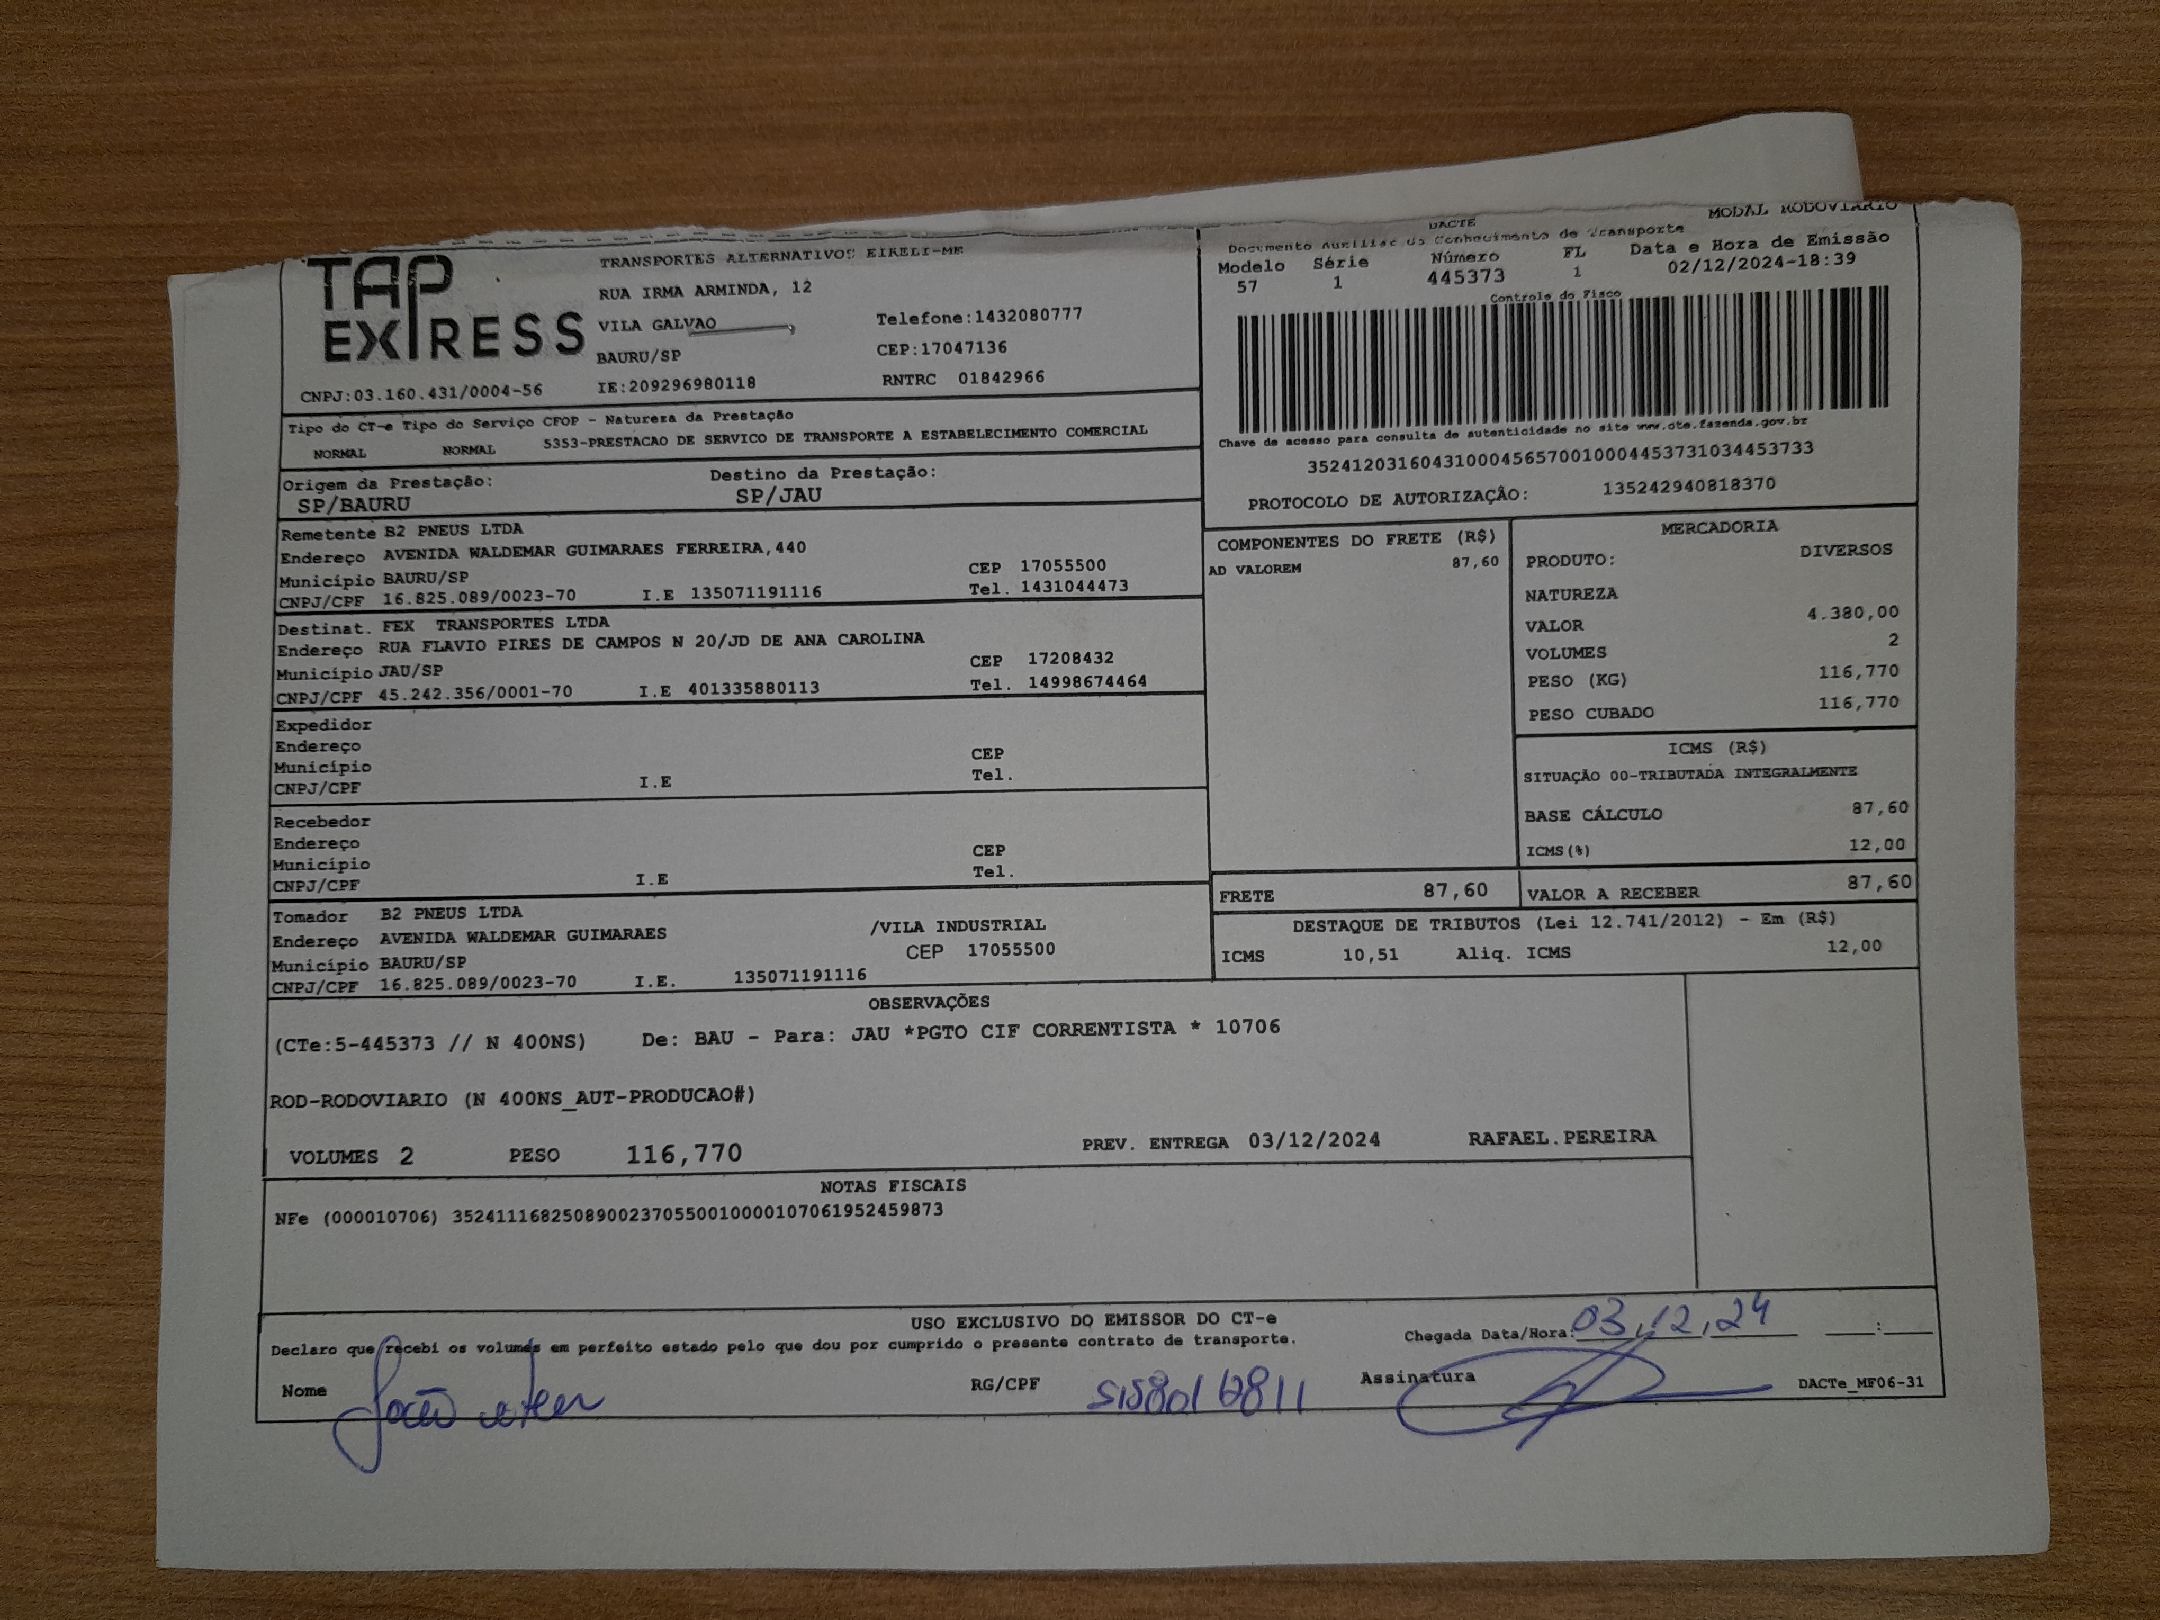 TAP
EXPRESS
CNPJ:03.160.431/0004-56
TRANSPORTES ALTERNATIVOS EIRELI-ME
RUA IRMA ARMINDA, 12
VILA GALVAO
Telefone:1432080777
BAURU/SP
CEP:17047136
IE:209296980118
RNTRC 01842966
DACTE
MODAL RODOVIARIO
Documento Auxiliar do Conhecimento de Transporte
Modelo Série Número FL Data e Hora de Emissão
57 1 445373 1 02/12/2024-18:39
Controle do Fisco
Chave de acesso para consulta de autenticidade no site www.cte.fazenda.gov.br
35241203160431000456570010004453731034453733
PROTOCOLO DE AUTORIZAÇÃO: 135242940818370
Tipo do CT-e Tipo do Serviço CFOP - Natureza da Prestação
NORMAL NORMAL 5353-PRESTACAO DE SERVICO DE TRANSPORTE A ESTABELECIMENTO COMERCIAL
Origem da Prestação: Destino da Prestação:
SP/BAURU SP/JAU
Remetente B2 PNEUS LTDA
Endereço AVENIDA WALDEMAR GUIMARAES FERREIRA,440
Município BAURU/SP CEP 17055500
CNPJ/CPF 16.825.089/0023-70 I.E 135071191116 Tel. 1431044473
Destinat. FEX TRANSPORTES LTDA
Endereço RUA FLAVIO PIRES DE CAMPOS N 20/JD DE ANA CAROLINA
Município JAU/SP CEP 17208432
CNPJ/CPF 45.242.356/0001-70 I.E 401335880113 Tel. 14998674464
Expedidor
Endereço
Município CEP
CNPJ/CPF I.E Tel.
Recebedor
Endereço
Município CEP
CNPJ/CPF I.E Tel.
Tomador B2 PNEUS LTDA
Endereço AVENIDA WALDEMAR GUIMARAES /VILA INDUSTRIAL
Município BAURU/SP CEP 17055500
CNPJ/CPF 16.825.089/0023-70 I.E. 135071191116
COMPONENTES DO FRETE (R$)
AD VALOREM 87,60
MERCADORIA
PRODUTO: DIVERSOS
NATUREZA
VALOR 4.380,00
VOLUMES 2
PESO (KG) 116,770
PESO CUBADO 116,770
ICMS (R$)
SITUAÇÃO 00-TRIBUTADA INTEGRALMENTE
BASE CÁLCULO 87,60
ICMS(%) 12,00
FRETE 87,60 VALOR A RECEBER 87,60
DESTAQUE DE TRIBUTOS (Lei 12.741/2012) - Em (R$)
ICMS 10,51 Aliq. ICMS 12,00
OBSERVAÇÕES
(CTe:5-445373 // N 400NS) De: BAU - Para: JAU *PGTO CIF CORRENTISTA * 10706
ROD-RODOVIARIO (N 400NS_AUT-PRODUCAO#)
VOLUMES 2 PESO 116,770 PREV. ENTREGA 03/12/2024 RAFAEL.PEREIRA
NOTAS FISCAIS
NFe (000010706) 35241116825089002370550010000107061952459873
USO EXCLUSIVO DO EMISSOR DO CT-e
Declaro que recebi os volumes em perfeito estado pelo que dou por cumprido o presente contrato de transporte.
Chegada Data/Hora: 03,12,24 :
Nome João
RG/CPF
Assinatura
DACTe_MF06-31